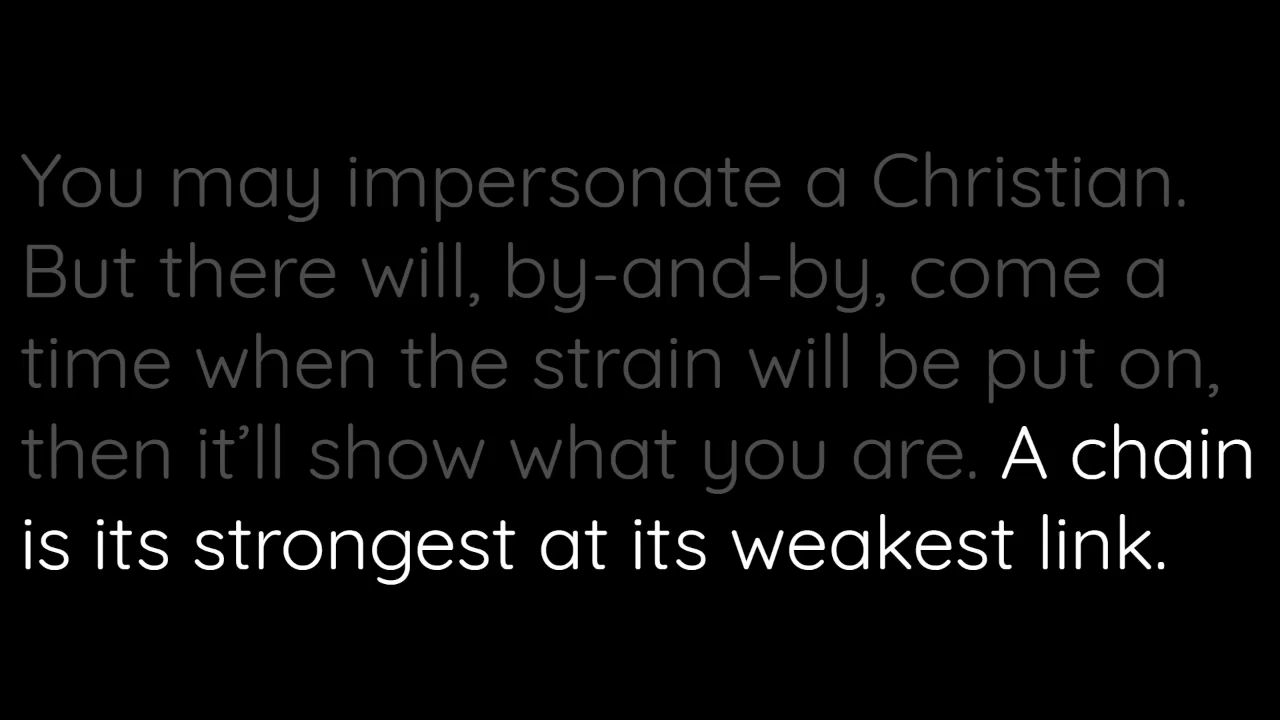 You may impersonate a Christian.
But there will, by-and-by, come a
time when the strain will be put on,
then it’ll show what you are. A chain
is its strongest at its weakest link.